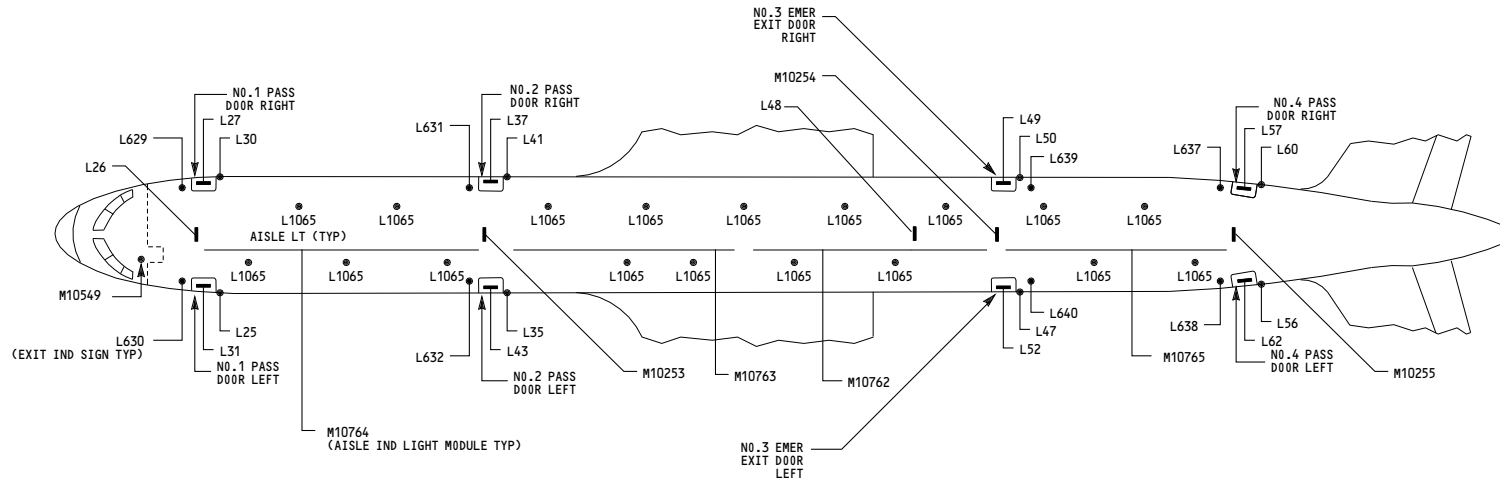 NO.3 EMER
EXIT DOOR
RIGHT
M10254
NO.1 PASS
DOOR RIGHT
L27
L30
L629
L26
NO.2 PASS
DOOR RIGHT
L37
L41
L631
L48
L49
L50
L639
NO.4 PASS
DOOR RIGHT
L57
L60
L637
L1065
L1065
L1065
L1065
L1065
L1065
L1065
L1065
L1065
AISLE LT (TYP)
L1065
L1065
L1065
L1065
L1065
L1065
L1065
L1065
L1065
M10549
L630
(EXIT IND SIGN TYP)
L25
L31
NO.1 PASS
DOOR LEFT
L632
L35
L43
NO.2 PASS
DOOR LEFT
M10253
M10763
M10762
L640
L47
L52
M10765
L638
L56
L62
NO.4 PASS
DOOR LEFT
M10255
M10764
(AISLE IND LIGHT MODULE TYP)
NO.3 EMER
EXIT DOOR
LEFT